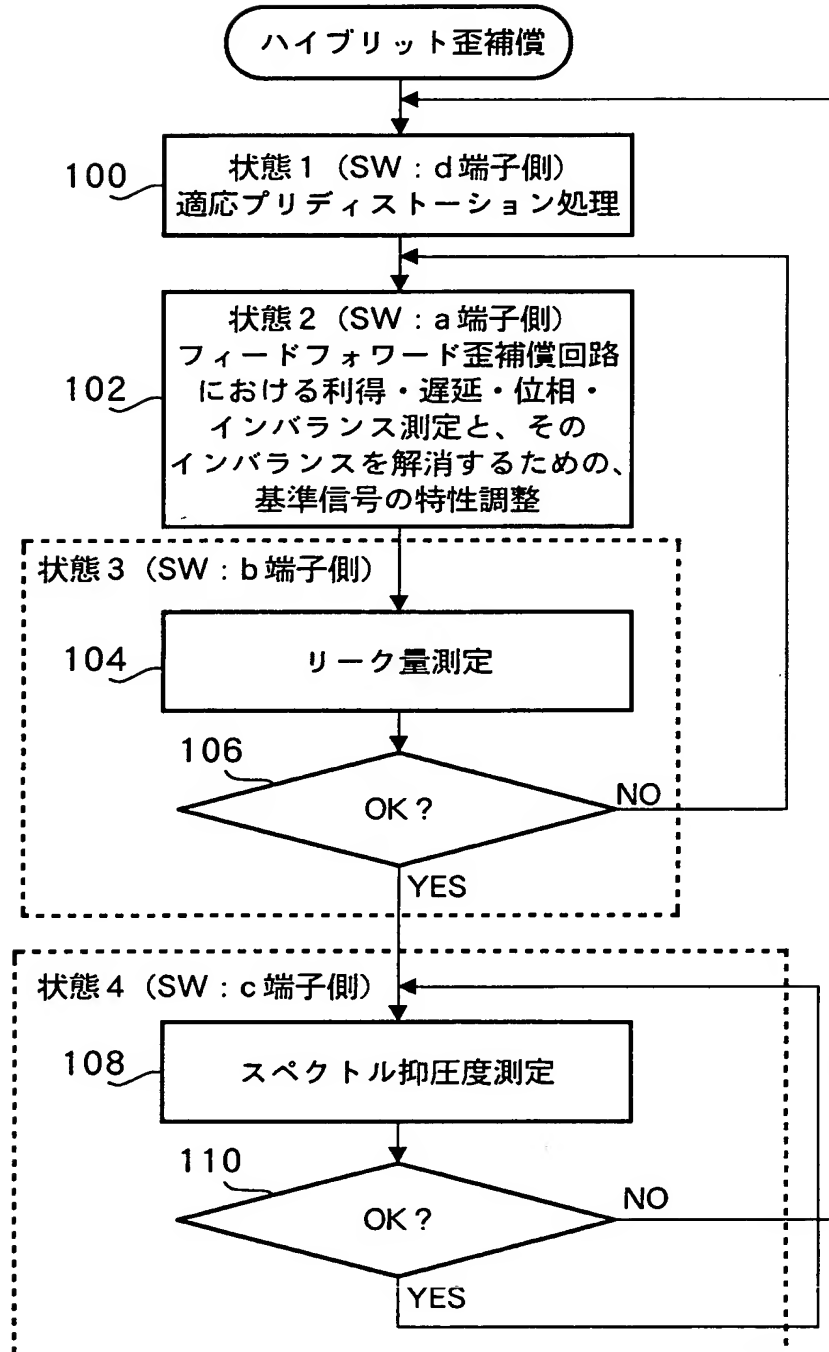 ハイブリット歪補償
100
状態1（SW：d端子側）
適応プリディストーション処理
102
状態2（SW：a端子側）
フィードフォワード歪補償回路
における利得・遅延・位相・
インバランス測定と、その
インバランスを解消するための、
基準信号の特性調整
状態3（SW：b端子側）
104
リーク量測定
106
OK？
NO
YES
状態4（SW：c端子側）
108
スペクトル抑圧度測定
110
OK？
NO
YES